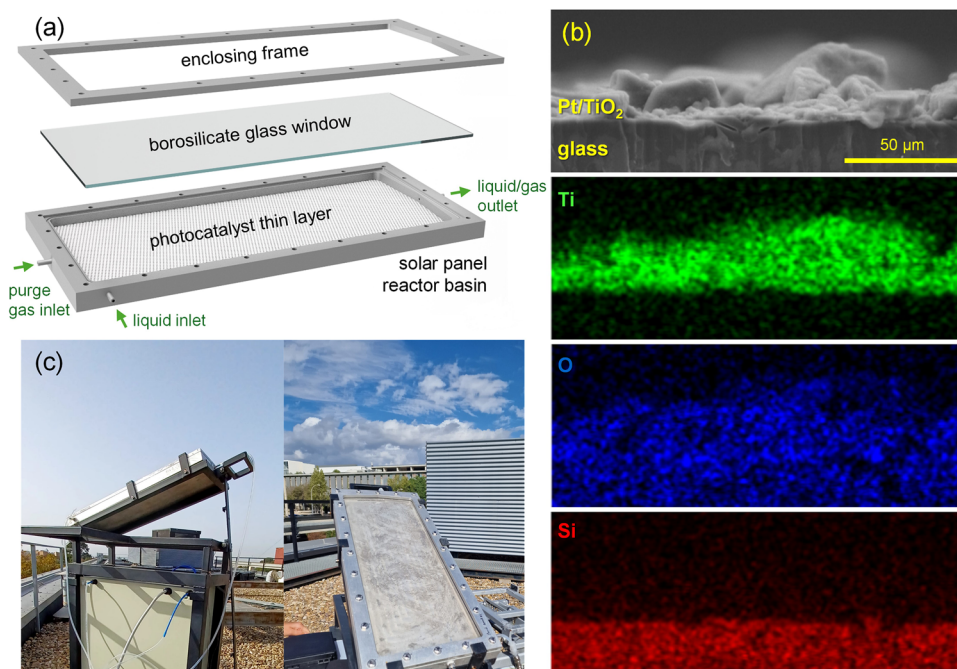 (a)
enclosing frame
borosilicate glass window
liquid/gas
outlet
photocatalyst thin layer
solar panel
reactor basin
purge
gas inlet
liquid inlet
(b)
Pt/TiO₂
glass
50 µm
Ti
O
Si
(c)